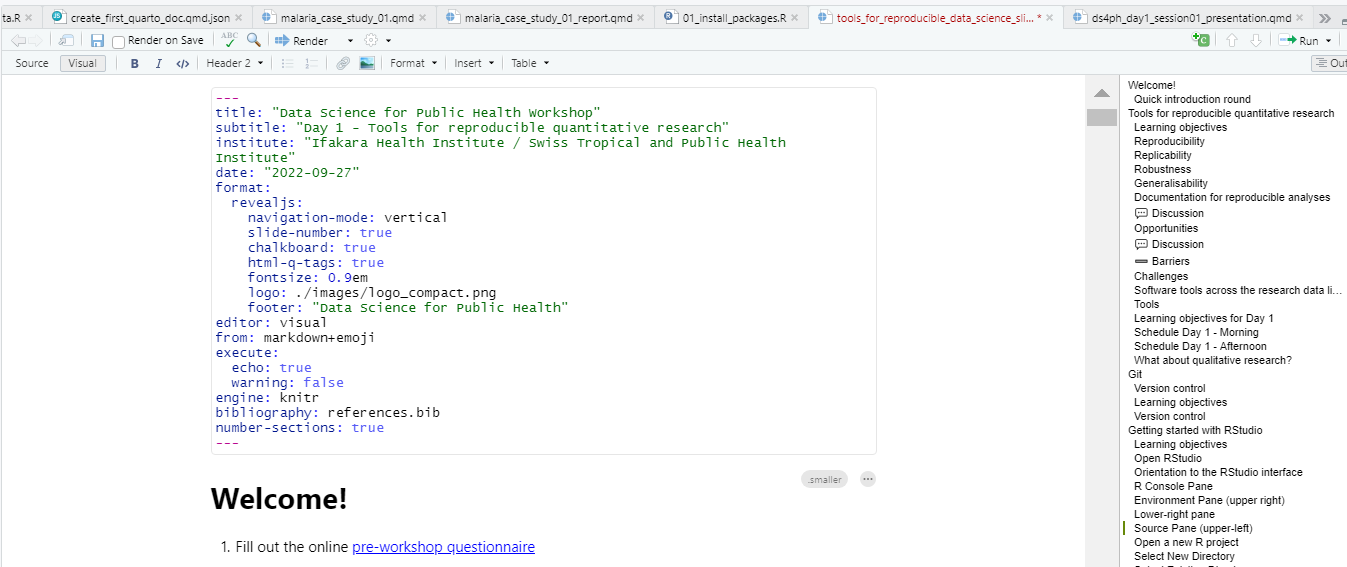 ta.R
create_first_quarto_doc.qmd.json
malaria_case_study_01.qmd
malaria_case_study_01_report.qmd
01_install_packages.R
tools_for_reproducible_data_science_sli... *
ds4ph_day1_session01_presentation.qmd
Render on Save
ABC
Render
Run
Source
Visual
B
I
</>
Header 2
Format
Insert
Table
Out
---
title: "Data Science for Public Health Workshop"
subtitle: "Day 1 - Tools for reproducible quantitative research"
institute: "Ifakara Health Institute / Swiss Tropical and Public Health
Institute"
date: "2022-09-27"
format:
  revealjs:
    navigation-mode: vertical
    slide-number: true
    chalkboard: true
    html-q-tags: true
    fontsize: 0.9em
    logo: ./images/logo_compact.png
    footer: "Data Science for Public Health"
editor: visual
from: markdown+emoji
execute:
  echo: true
  warning: false
engine: knitr
bibliography: references.bib
number-sections: true
---
.smaller
Welcome!
1. Fill out the online pre-workshop questionnaire
Welcome!
Quick introduction round
Tools for reproducible quantitative research
Learning objectives
Reproducibility
Replicability
Robustness
Generalisability
Documentation for reproducible analyses
💬 Discussion
Opportunities
💬 Discussion
Barriers
Challenges
Software tools across the research data li...
Tools
Learning objectives for Day 1
Schedule Day 1 - Morning
Schedule Day 1 - Afternoon
What about qualitative research?
Git
Version control
Learning objectives
Version control
Getting started with RStudio
Learning objectives
Open RStudio
Orientation to the RStudio interface
R Console Pane
Environment Pane (upper right)
Lower-right pane
Source Pane (upper-left)
Open a new R project
Select New Directory